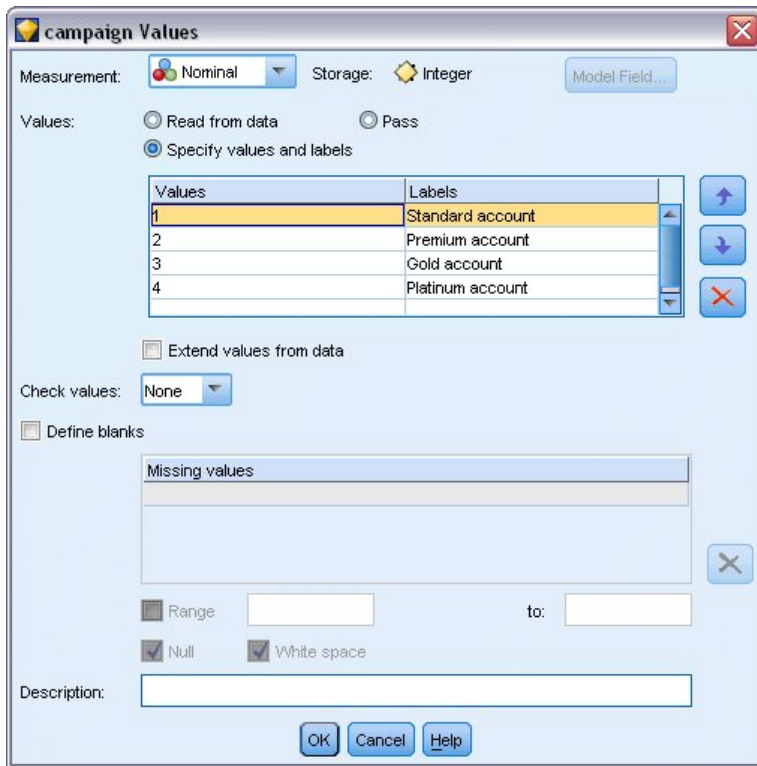 campaign Values
Measurement: Nominal Storage: Integer Model Field...
Values: Read from data Pass
Specify values and labels
Values Labels
1 Standard account
2 Premium account
3 Gold account
4 Platinum account
Extend values from data
Check values: None
Define blanks
Missing values
Range to:
Null White space
Description:
OK Cancel Help